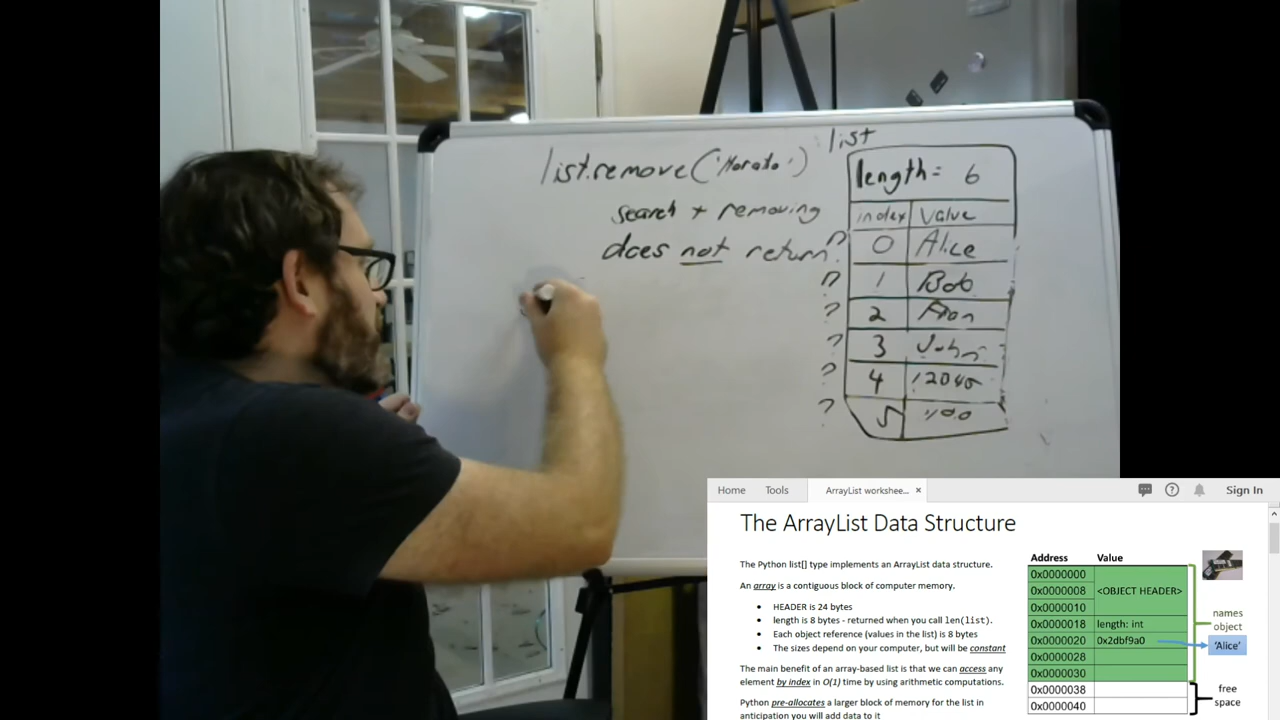 list.remove('Horato')
search + removing
does not return
list
length= 6
index value
? 0 Alice
? 1 Bob
? 2
? 3 John
? 4
? 5
Home Tools ArrayList workshee... × Sign In
The ArrayList Data Structure
The Python list[] type implements an ArrayList data structure.
An array is a contiguous block of computer memory.
• HEADER is 24 bytes
• length is 8 bytes - returned when you call len(list).
• Each object reference (values in the list) is 8 bytes
• The sizes depend on your computer, but will be constant
The main benefit of an array-based list is that we can access any
element by index in O(1) time by using arithmetic computations.
Python pre-allocates a larger block of memory for the list in
anticipation you will add data to it
Address Value
0x0000000
0x0000008 <OBJECT HEADER>
0x0000010
0x0000018 length: int
0x0000020 0x2dbf9a0
0x0000028
0x0000030
0x0000038
0x0000040
names
object
'Alice'
free
space